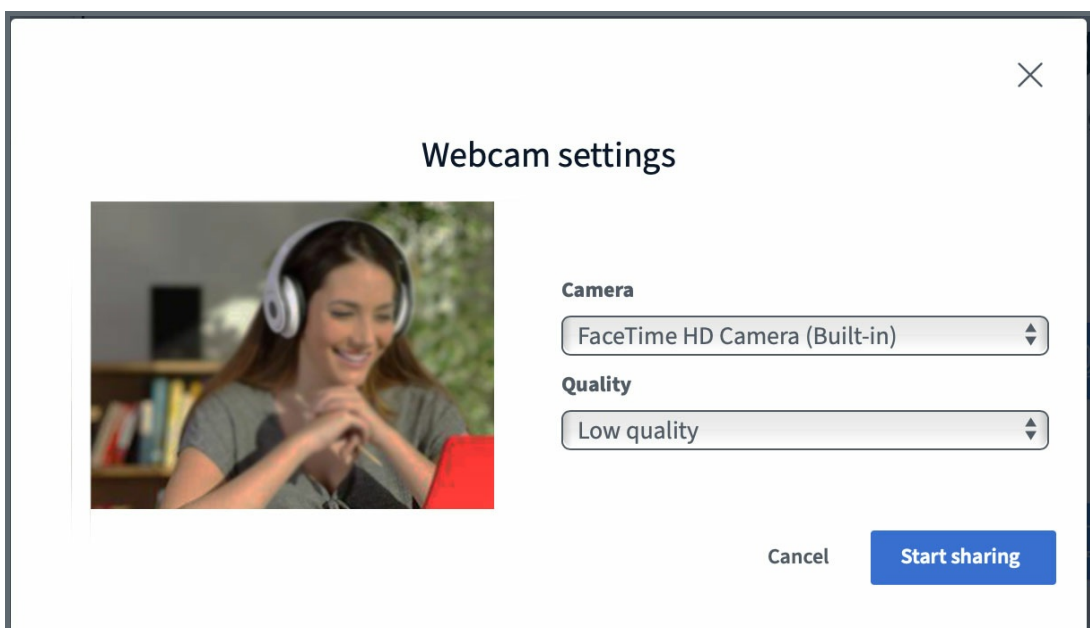 Webcam settings
Camera
FaceTime HD Camera (Built-in)
Quality
Low quality
Cancel
Start sharing